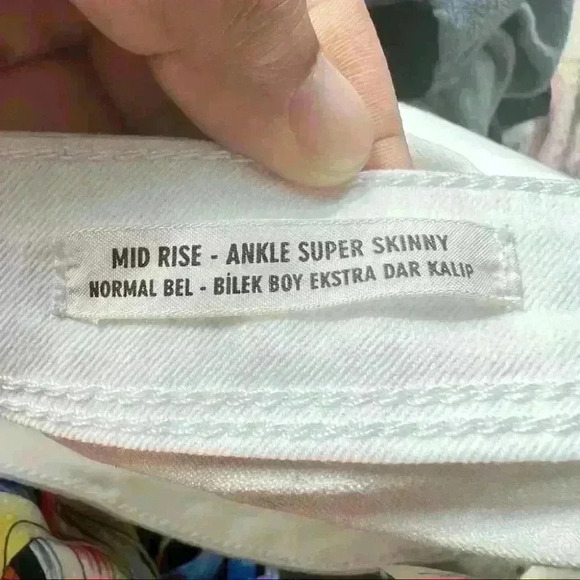 MID RISE - ANKLE SUPER SKINNY
NORMAL BEL - BİLEK BOY EKSTRA DAR KALIP